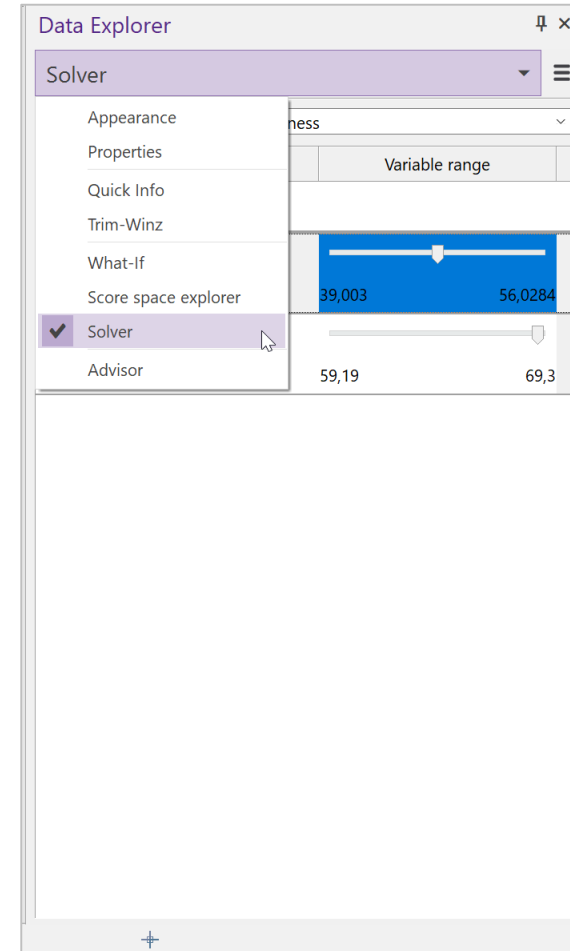 Data Explorer
Solver
Appearance
Properties
Quick Info
Trim-Winz
What-If
Score space explorer
Solver
Advisor
ness
Variable range
39,003 56,0284
59,19 69,3